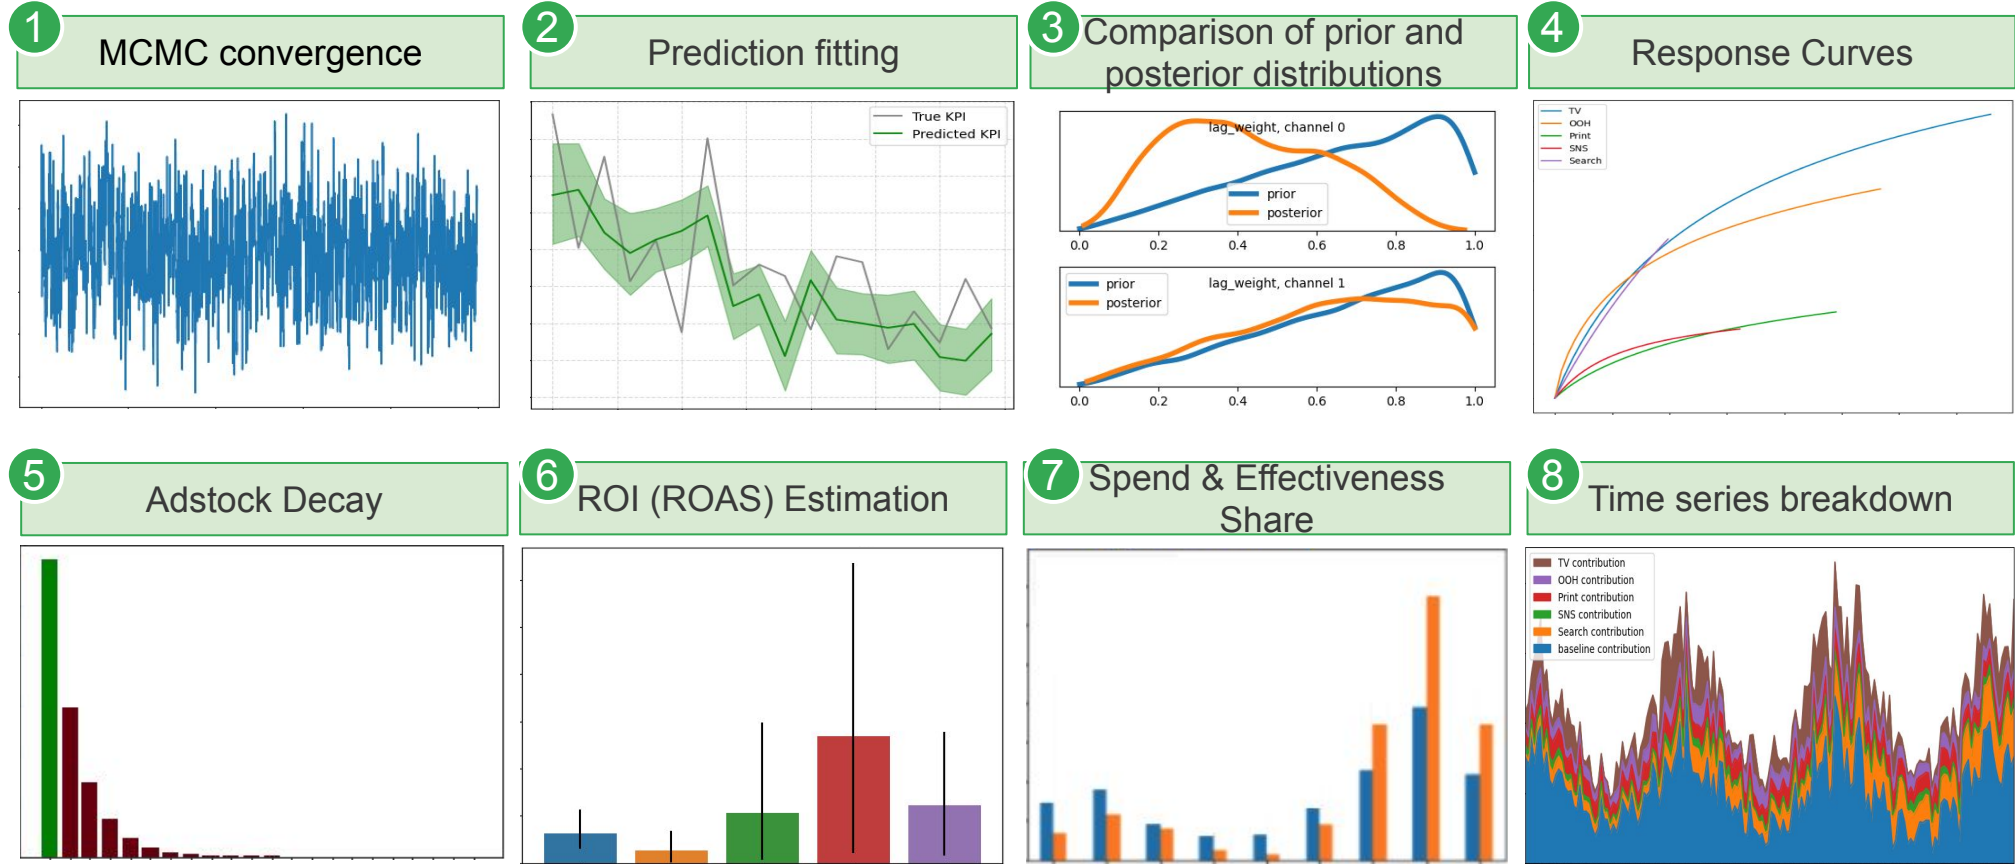 1
MCMC convergence
2
Prediction fitting
True KPI
Predicted KPI
3
Comparison of prior and
posterior distributions
lag_weight, channel 0
prior
posterior
0.0 0.2 0.4 0.6 0.8 1.0
lag_weight, channel 1
prior
posterior
0.0 0.2 0.4 0.6 0.8 1.0
4
Response Curves
TV
OOH
Print
SNS
Search
5
Adstock Decay
6
ROI (ROAS) Estimation
7
Spend & Effectiveness
Share
8
Time series breakdown
TV contribution
OOH contribution
Print contribution
SNS contribution
Search contribution
baseline contribution